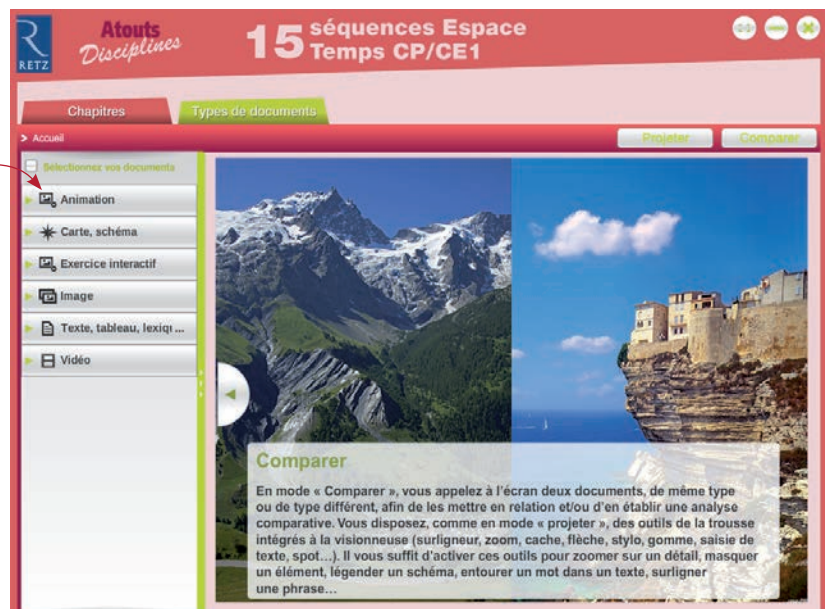 RETZ
Atouts
Disciplines
15 séquences Espace
Temps CP/CE1
Chapitres
Types de documents
> Accueil
Projeter
Comparer
Sélectionnez vos documents
Animation
Carte, schéma
Exercice interactif
Image
Texte, tableau, lexiqu ...
Vidéo
Comparer
En mode « Comparer », vous appelez à l'écran deux documents, de même type
ou de type différent, afin de les mettre en relation et/ou d'en établir une analyse
comparative. Vous disposez, comme en mode « projeter », des outils de la trousse
intégrés à la visionneuse (surligneur, zoom, cache, flèche, stylo, gomme, saisie de
texte, spot…). Il vous suffit d'activer ces outils pour zoomer sur un détail, masquer
un élément, légender un schéma, entourer un mot dans un texte, surligner
une phrase…